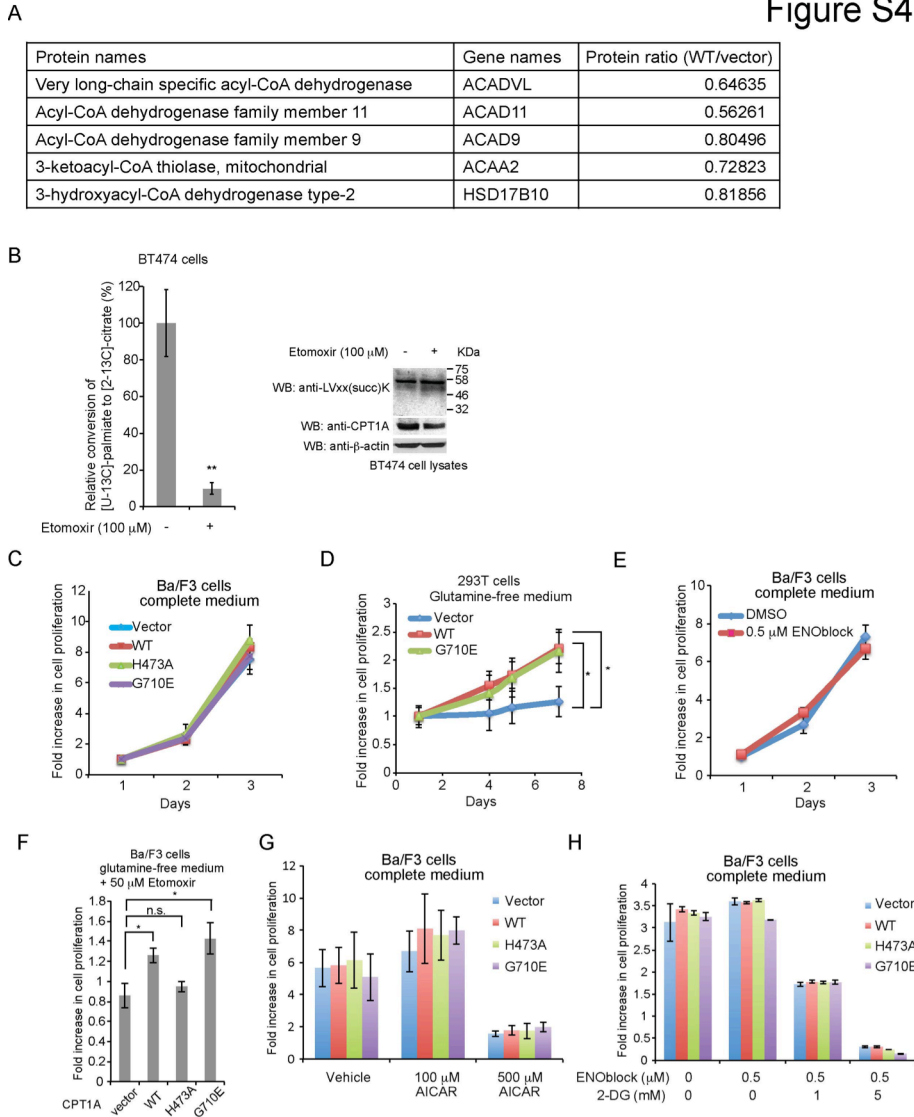 Figure S4
A
Protein names Gene names Protein ratio (WT/vector)
Very long-chain specific acyl-CoA dehydrogenase ACADVL 0.64635
Acyl-CoA dehydrogenase family member 11 ACAD11 0.56261
Acyl-CoA dehydrogenase family member 9 ACAD9 0.80496
3-ketoacyl-CoA thiolase, mitochondrial ACAA2 0.72823
3-hydroxyacyl-CoA dehydrogenase type-2 HSD17B10 0.81856
B
BT474 cells
Relative conversion of
[U-13C]-palmiate to [2-13C]-citrate (%)
120
100
80
60
40
20
0
**
Etomoxir (100 μM) - +
Etomoxir (100 μM) - + KDa
WB: anti-LVxx(succ)K
75
58
46
32
WB: anti-CPT1A
WB: anti-β-actin
BT474 cell lysates
C
Ba/F3 cells
complete medium
Fold increase in cell proliferation
12
10
8
6
4
2
0
Vector
WT
H473A
G710E
1 2 3
Days
D
293T cells
Glutamine-free medium
Fold increase in cell proliferation
3
2.5
2
1.5
1
0.5
0
Vector
WT
G710E
* *
0 2 4 6 8
Days
E
Ba/F3 cells
complete medium
Fold increase in cell proliferation
10
8
6
4
2
0
DMSO
0.5 μM ENOblock
1 2 3
Days
F
Ba/F3 cells
glutamine-free medium
+ 50 μM Etomoxir
Fold increase in cell proliferation
1.8
1.6
1.4
1.2
1
0.8
0.6
0.4
0.2
0
*
n.s.
*
CPT1A vector WT H473A G710E
G
Ba/F3 cells
complete medium
Fold increase in cell proliferation
12
10
8
6
4
2
0
Vector
WT
H473A
G710E
Vehicle 100 μM 500 μM
AICAR AICAR
H
Ba/F3 cells
complete medium
Fold increase in cell proliferation
4
3.5
3
2.5
2
1.5
1
0.5
0
Vector
WT
H473A
G710E
ENOblock (μM) 0 0.5 0.5 0.5
2-DG (mM) 0 0 1 5